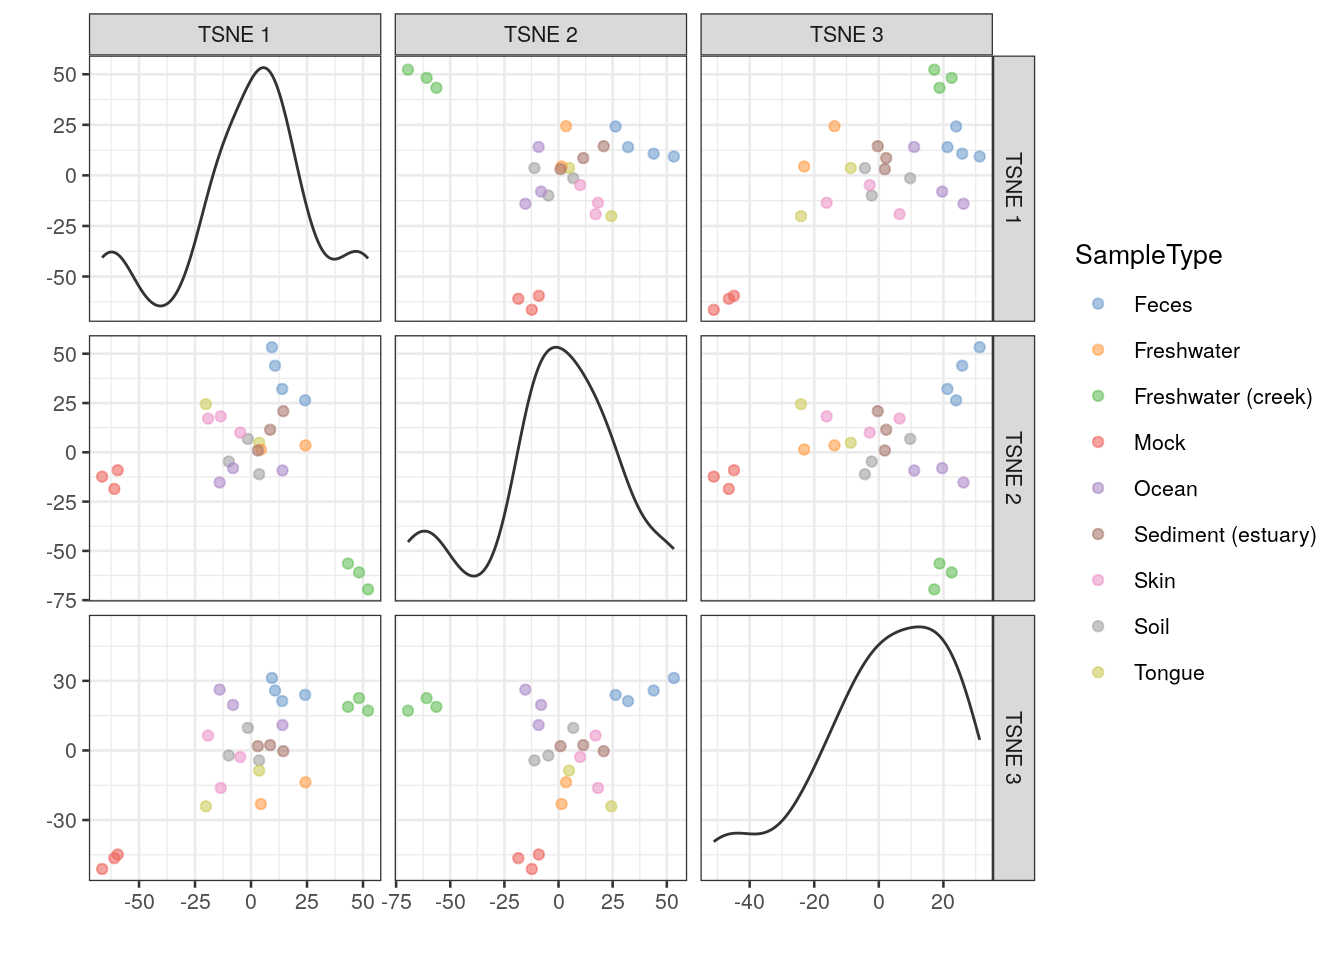 TSNE 1
TSNE 2
TSNE 3
50
25
0
-25
-50
TSNE 1
50
25
0
-25
-50
-75
TSNE 2
30
0
-30
TSNE 3
-50
-25
0
25
50
-75
-50
-25
0
25
50
-40
-20
0
20
SampleType
Feces
Freshwater
Freshwater (creek)
Mock
Ocean
Sediment (estuary)
Skin
Soil
Tongue